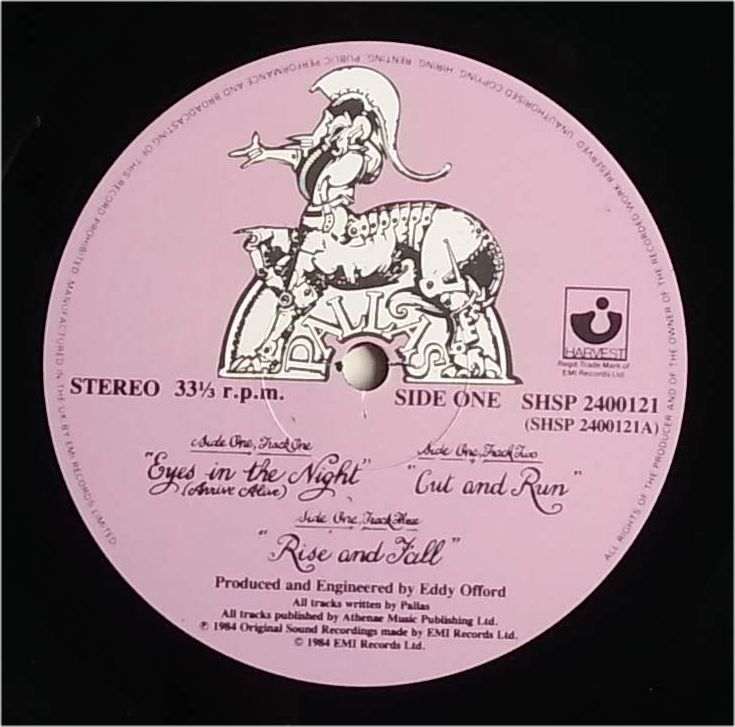 UNAUTHORISED COPYING, HIRING, RENTING, PUBLIC PERFORMANCE AND BROADCASTING OF THIS RECORD PROHIBITED. MANUFACTURED IN THE UK BY EMI RECORDS LIMITED.
ALL RIGHTS OF THE PRODUCER AND OF THE OWNER OF THE RECORDED WORK RESERVED.
PALLAS
HARVEST
Regd Trade Mark of
EMI Records Ltd.
STEREO 33⅓ r.p.m.
SIDE ONE SHSP 2400121
(SHSP 2400121A)
Side One, Track One
"Eyes in the Night"
(Arrive Alive)
Side One, Track Two
"Cut and Run"
Side One, Track Three
"Rise and Fall"
Produced and Engineered by Eddy Offord
All tracks written by Pallas
All tracks published by Athenae Music Publishing Ltd.
℗ 1984 Original Sound Recordings made by EMI Records Ltd.
© 1984 EMI Records Ltd.